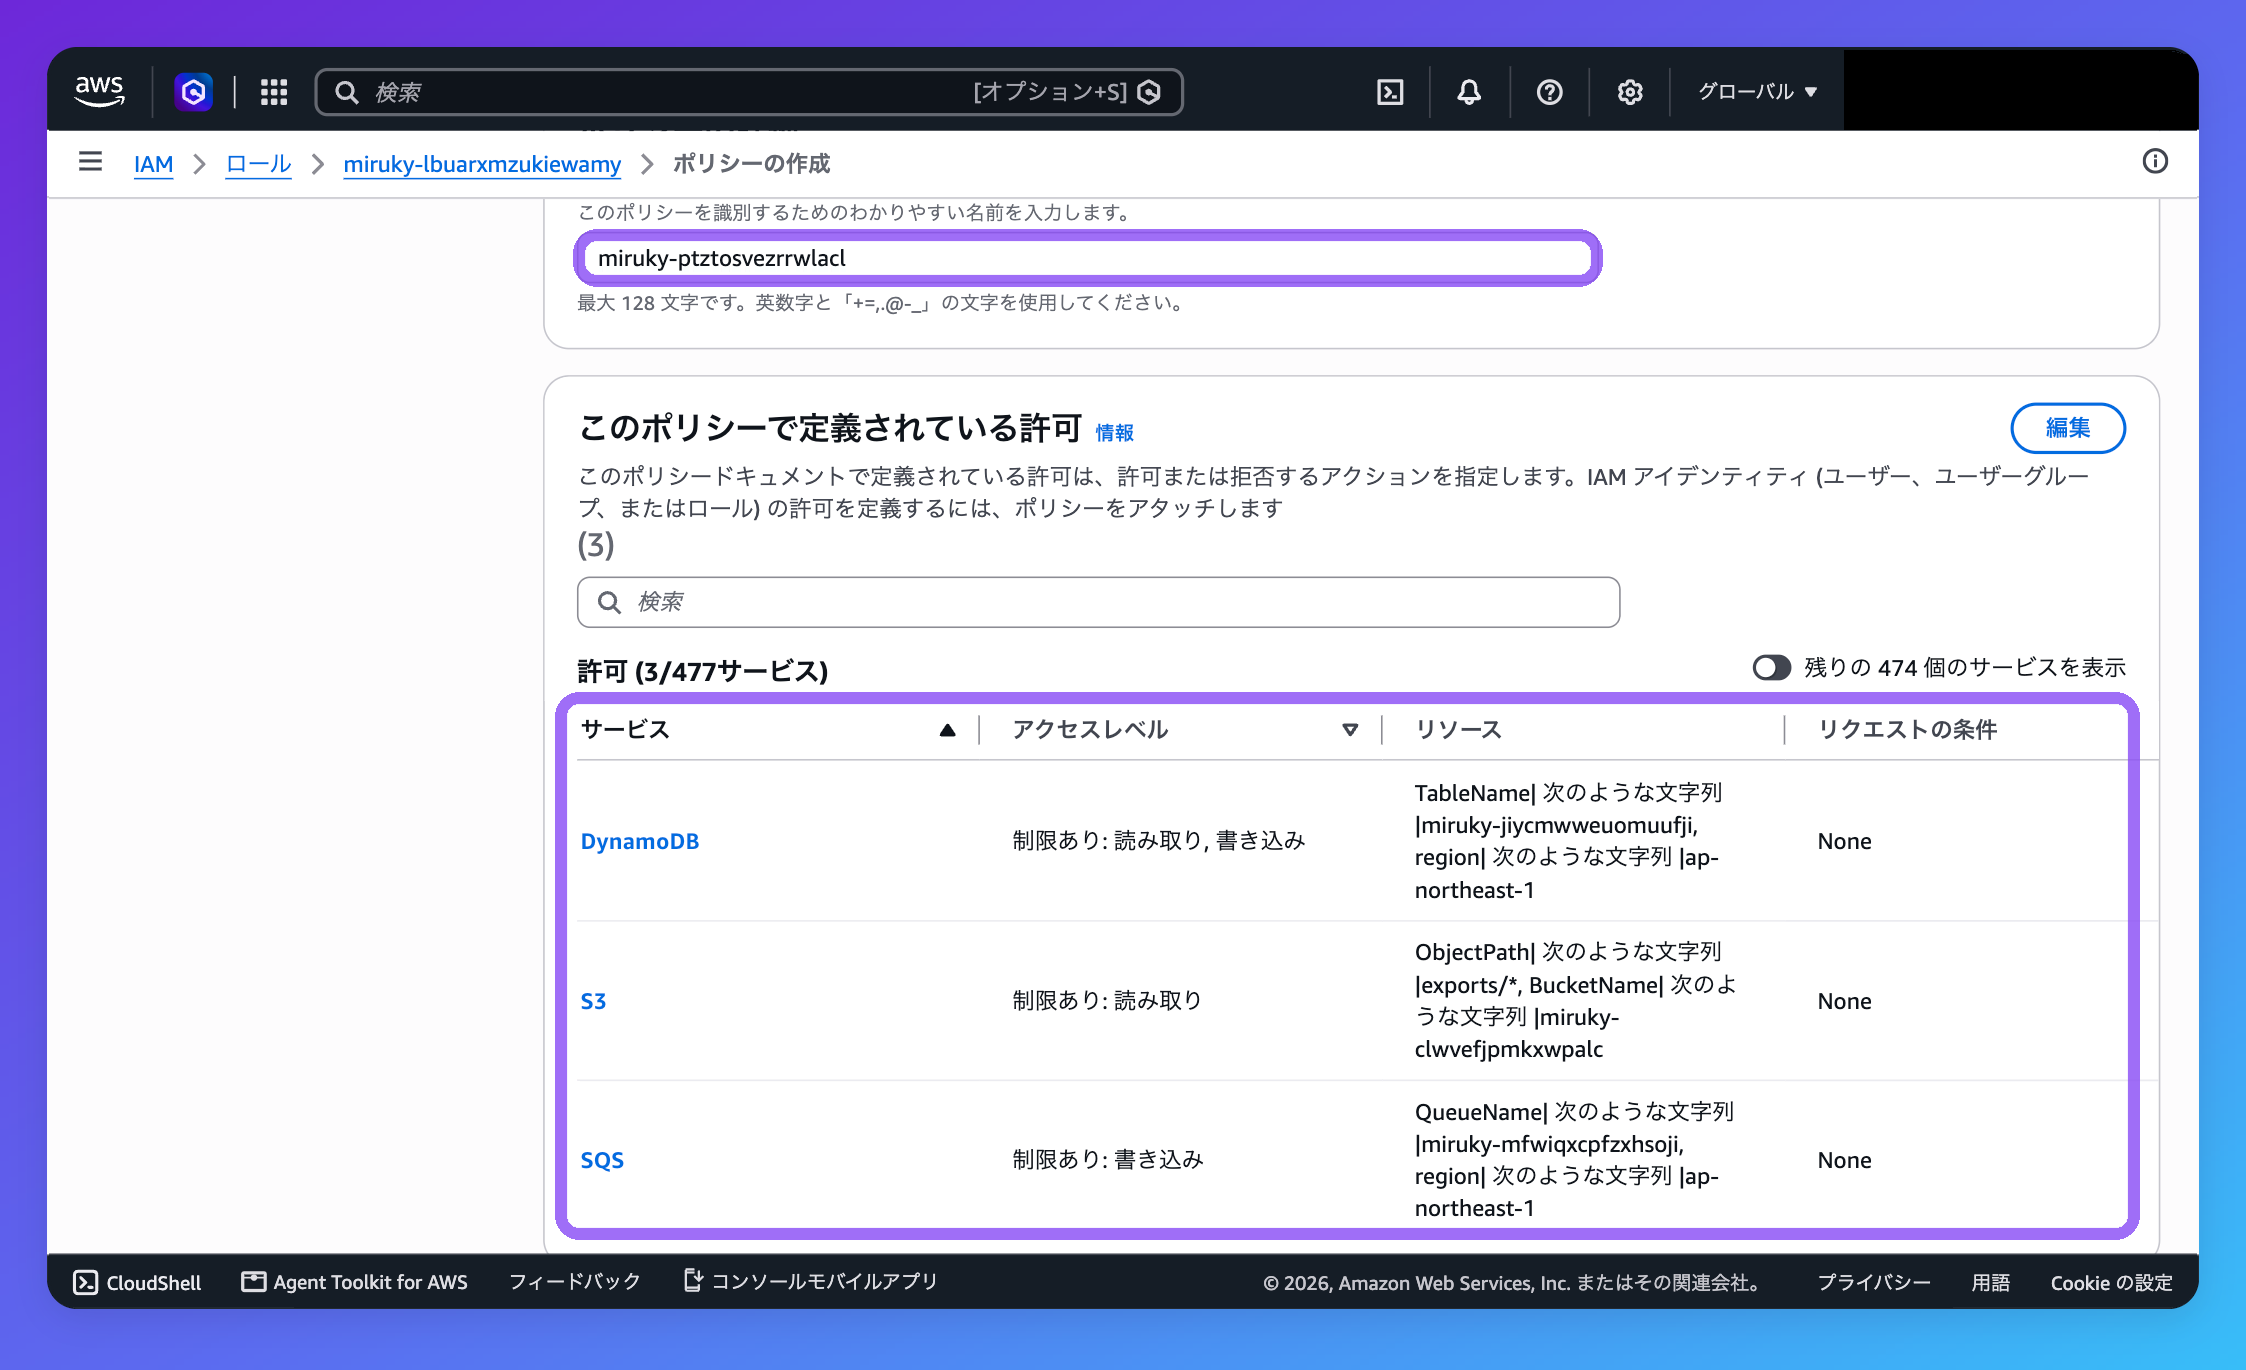 aws
検索
[オプション+S]
グローバル ▼
IAM > ロール > miruky-lbuarxmzukiewamy > ポリシーの作成
このポリシーを識別するためのわかりやすい名前を入力します。
miruky-ptztosvezrrwlacl
最大 128 文字です。英数字と「+=,.@-_」の文字を使用してください。
このポリシーで定義されている許可 情報
編集
このポリシードキュメントで定義されている許可は、許可または拒否するアクションを指定します。IAM アイデンティティ (ユーザー、ユーザーグルー
プ、またはロール) の許可を定義するには、ポリシーをアタッチします
(3)
検索
許可 (3/477サービス)
残りの 474 個のサービスを表示
サービス
アクセスレベル
リソース
リクエストの条件
DynamoDB
制限あり: 読み取り, 書き込み
TableName| 次のような文字列
|miruky-jiycmwweuomuufji,
region| 次のような文字列 |ap-
northeast-1
None
S3
制限あり: 読み取り
ObjectPath| 次のような文字列
|exports/*, BucketName| 次のよ
うな文字列 |miruky-
clwvefjpmkxwpalc
None
SQS
制限あり: 書き込み
QueueName| 次のような文字列
|miruky-mfwiqxcpfzxhsoji,
region| 次のような文字列 |ap-
northeast-1
None
CloudShell
Agent Toolkit for AWS
フィードバック
コンソールモバイルアプリ
© 2026, Amazon Web Services, Inc. またはその関連会社。
プライバシー
用語
Cookie の設定